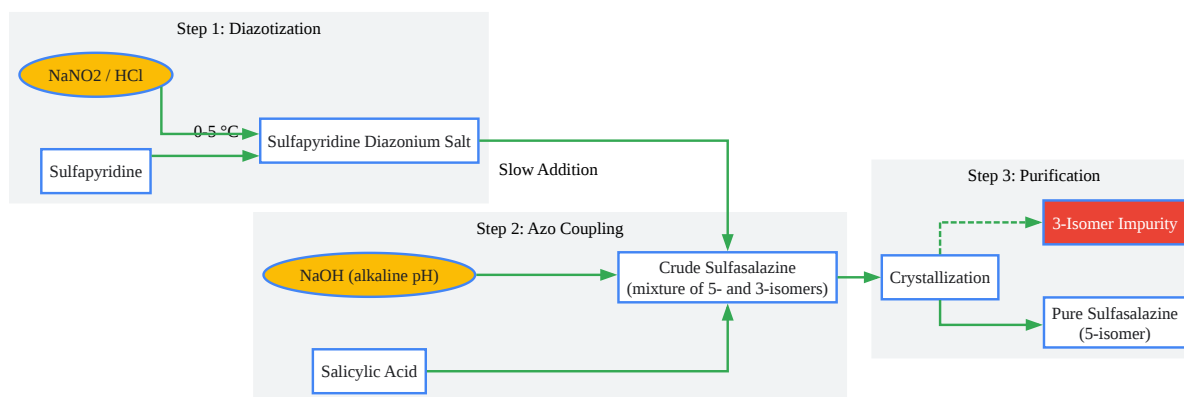 Step 1: Diazotization
NaNO2 / HCl
0-5 °C
Sulfapyridine Diazonium Salt
Sulfapyridine
Slow Addition
Step 2: Azo Coupling
NaOH (alkaline pH)
Crude Sulfasalazine
(mixture of 5- and 3-isomers)
Salicylic Acid
Step 3: Purification
3-Isomer Impurity
Crystallization
Pure Sulfasalazine
(5-isomer)